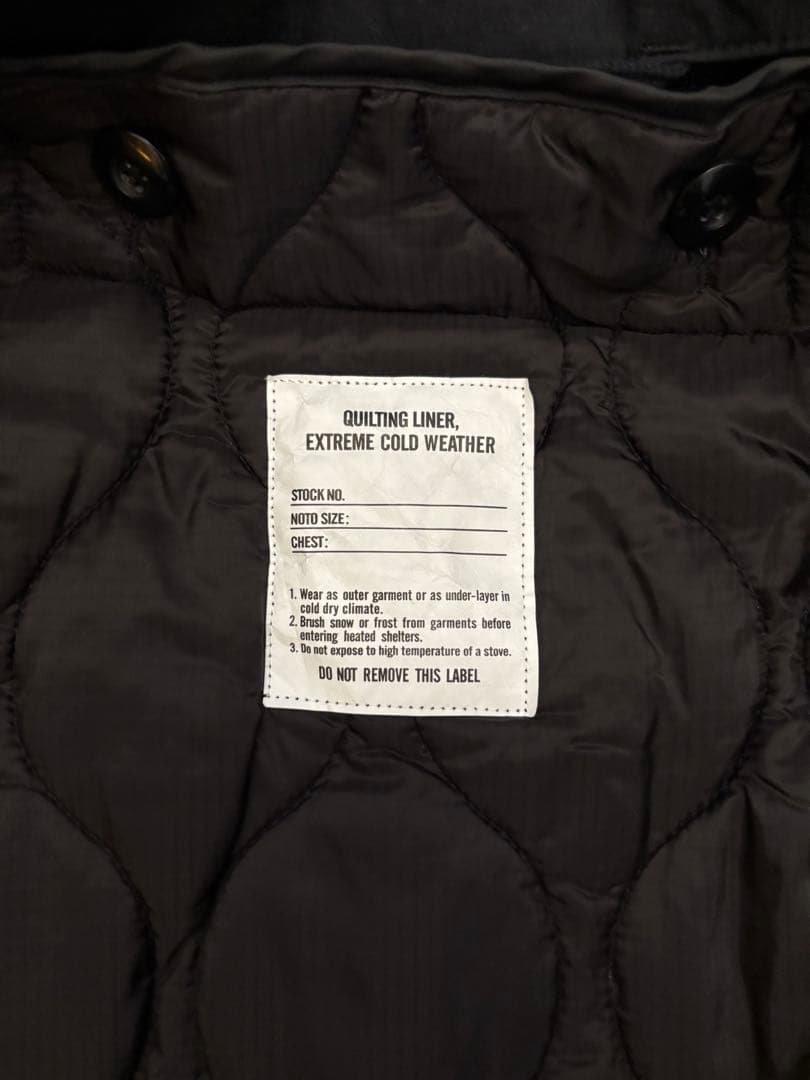 QUILTING LINER,
EXTREME COLD WEATHER
STOCK NO.
NOTO SIZE:
CHEST:
1. Wear as outer garment or as under-layer in
cold dry climate.
2. Brush snow or frost from garments before
entering heated shelters.
3. Do not expose to high temperature of a stove.
DO NOT REMOVE THIS LABEL